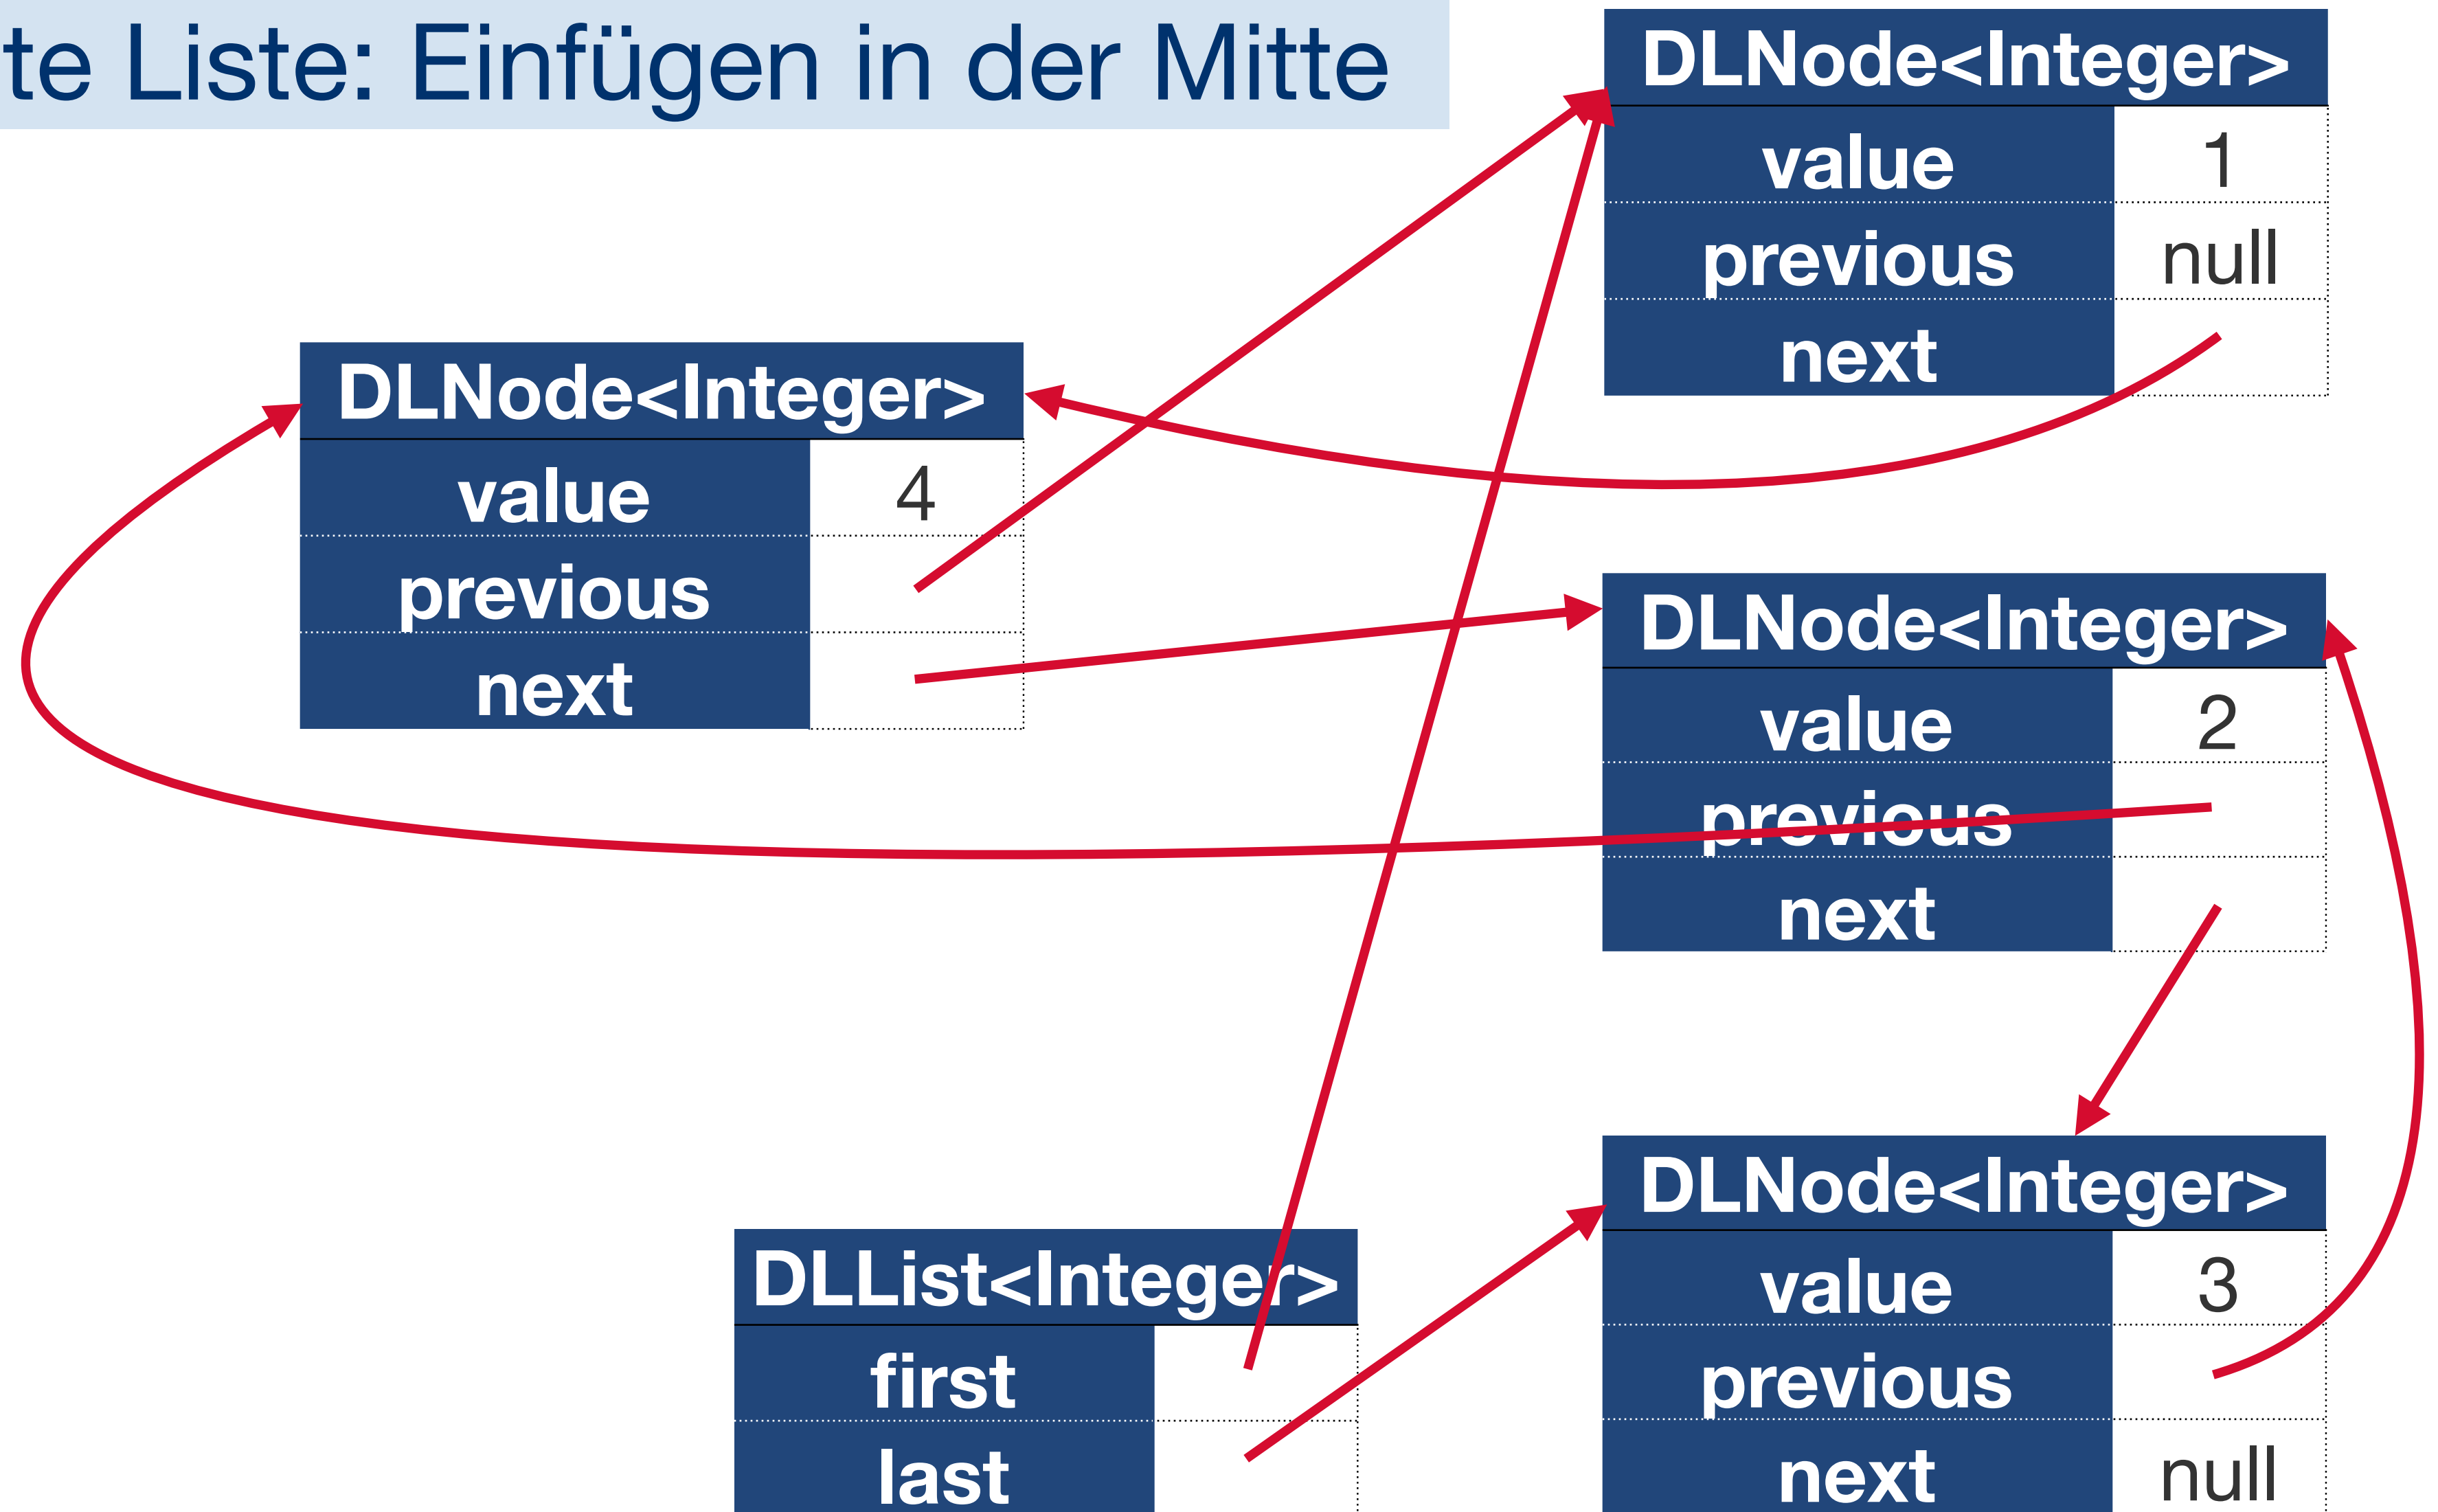 te Liste: Einfügen in der Mitte
DLNode<Integer>
value 1
previous null
next
DLNode<Integer>
value 4
previous
next
DLNode<Integer>
value 2
previous
next
DLList<Integer>
first
last
DLNode<Integer>
value 3
previous
next null